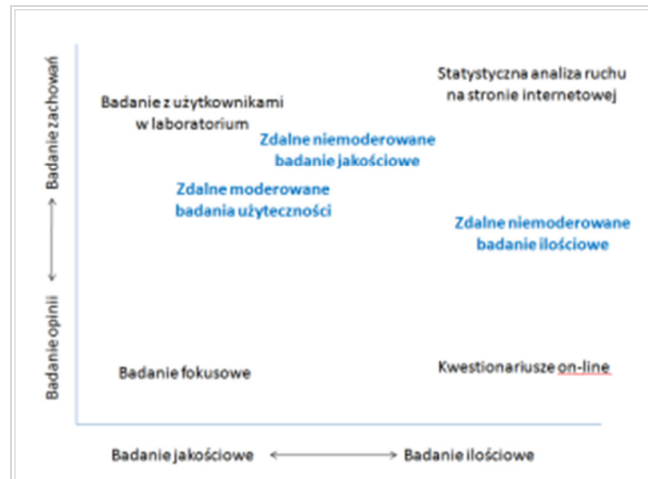 Statystyczna analiza ruchu
na stronie internetowej
Badanie z użytkownikami
w laboratorium
Zdalne niemoderowane
badanie jakościowe
Zdalne moderowane
badania użyteczności
Zdalne niemoderowane
badanie ilościowe
Badanie fokusowe
Kwestionariusze on-line
Badanie zachowań
Badanie opinii
Badanie jakościowe
Badanie ilościowe